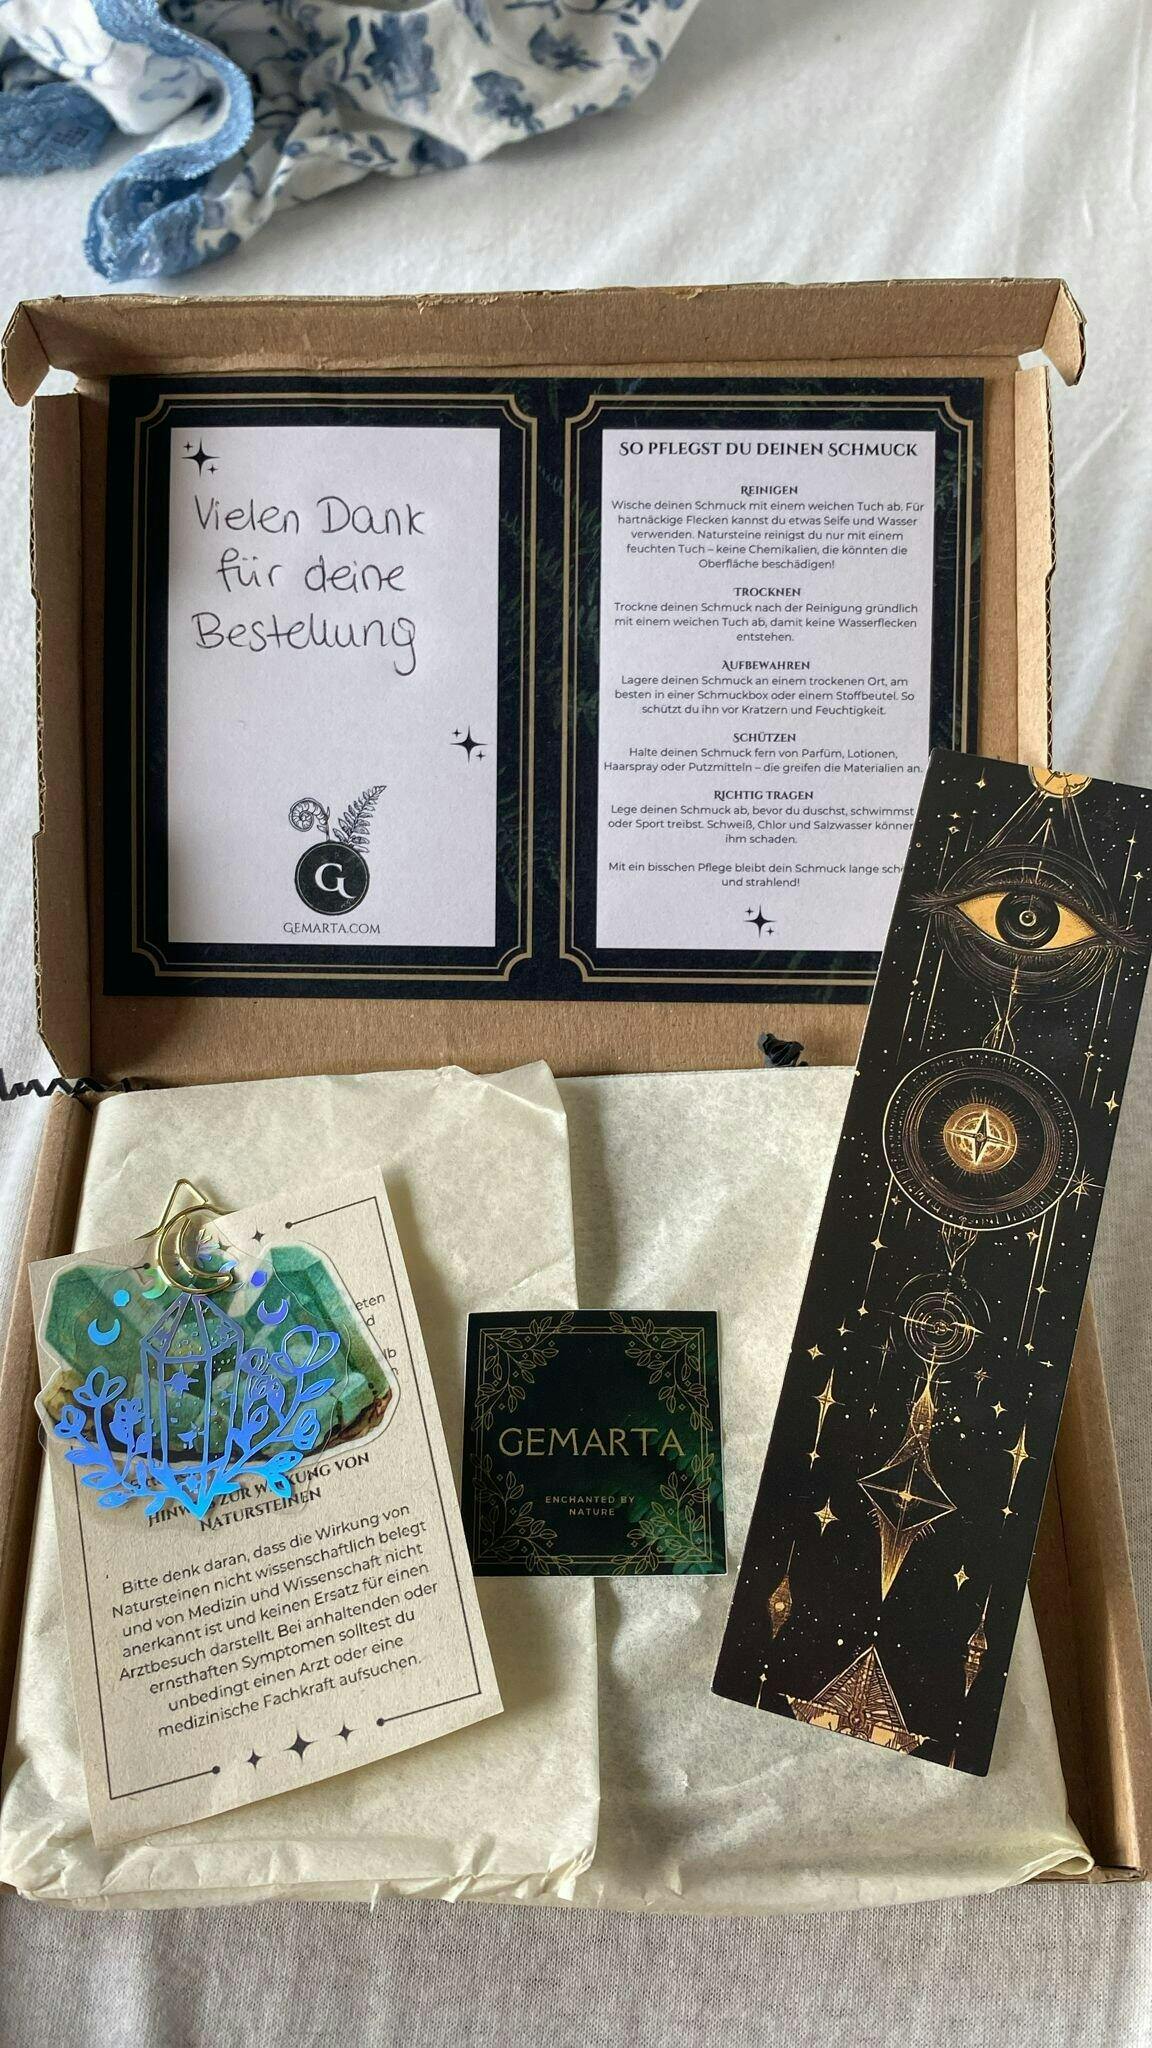 Vielen Dank
für deine
Bestellung
G
GEMARTA.COM
SO PFLEGST DU DEINEN SCHMUCK
REINIGEN
Wische deinen Schmuck mit einem weichen Tuch ab. Für
hartnäckige Flecken kannst du etwas Seife und Wasser
verwenden. Natursteine reinigst du nur mit einem
feuchten Tuch – keine Chemikalien, die könnten die
Oberfläche beschädigen!
TROCKNEN
Trockne deinen Schmuck nach der Reinigung gründlich
mit einem weichen Tuch ab, damit keine Wasserflecken
entstehen.
AUFBEWAHREN
Lagere deinen Schmuck an einem trockenen Ort, am
besten in einer Schmuckbox oder einem Stoffbeutel. So
schützt du ihn vor Kratzern und Feuchtigkeit.
SCHÜTZEN
Halte deinen Schmuck fern von Parfüm, Lotionen,
Haarspray oder Putzmitteln – die greifen die Materialien an.
RICHTIG TRAGEN
Lege deinen Schmuck ab, bevor du duschst, schwimmst
oder Sport treibst. Schweiß, Chlor und Salzwasser können
ihm schaden.
Mit ein bisschen Pflege bleibt dein Schmuck lange
und strahlend!
HINWEIS ZUR WIRKUNG VON
NATURSTEINEN
Bitte denk daran, dass die Wirkung von
Natursteinen nicht wissenschaftlich belegt
und von Medizin und Wissenschaft nicht
anerkannt ist und keinen Ersatz für einen
Arztbesuch darstellt. Bei anhaltenden oder
ernsthaften Symptomen solltest du
unbedingt einen Arzt oder eine
medizinische Fachkraft aufsuchen.
GEMARTA
ENCHANTED BY
NATURE